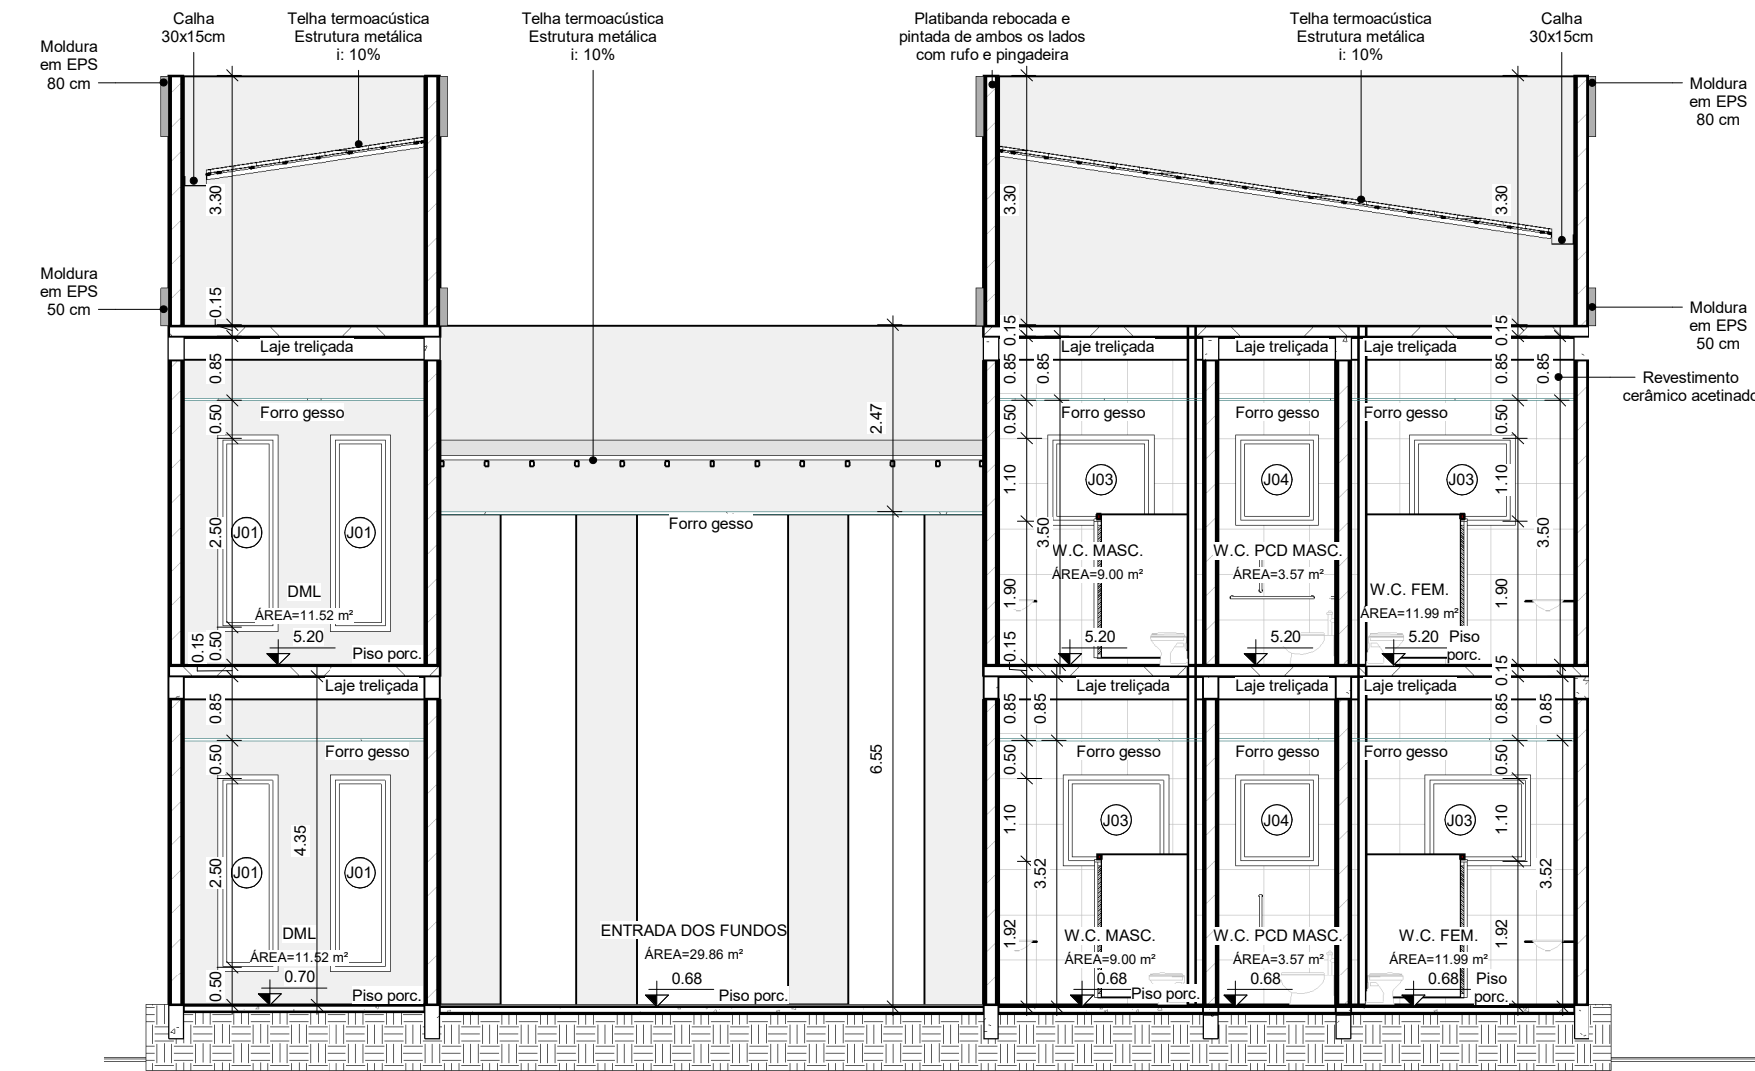 Calha
30x15cm
Telha termoacústica
Estrutura metálica
i: 10%
Telha termoacústica
Estrutura metálica
i: 10%
Platibanda rebocada e
pintada de ambos os lados
com rufo e pingadeira
Telha termoacústica
Estrutura metálica
i: 10%
Calha
30x15cm
Moldura
em EPS
80 cm
Moldura
em EPS
80 cm
3.30
3.30
3.30
Moldura
em EPS
50 cm
Moldura
em EPS
50 cm
0.15
0.15
0.15
Laje treliçada
Laje treliçada
Laje treliçada
Laje treliçada
0.85
0.85
0.85
0.85
0.85
Revestimento
cerâmico acetinado
Forro gesso
Forro gesso
Forro gesso
Forro gesso
0.50
2.47
0.50
0.50
J03
J04
J03
1.10
1.10
J01
J01
2.50
Forro gesso
3.50
3.50
W.C. MASC.
ÁREA=9.00 m²
W.C. PCD MASC.
ÁREA=3.57 m²
W.C. FEM.
ÁREA=11.99 m²
DML
ÁREA=11.52 m²
1.90
1.90
5.20
5.20
5.20
5.20
0.15
0.50
0.15
0.15
Piso porc.
Piso
porc.
Laje treliçada
Laje treliçada
Laje treliçada
Laje treliçada
0.85
0.85
0.85
0.85
0.85
Forro gesso
Forro gesso
Forro gesso
Forro gesso
0.50
6.55
0.50
0.50
J03
J04
J03
1.10
1.10
4.35
J01
J01
2.50
3.52
3.52
DML
ÁREA=11.52 m²
0.70
0.50
Piso porc.
ENTRADA DOS FUNDOS
ÁREA=29.86 m²
0.68
Piso porc.
1.92
1.92
W.C. MASC.
ÁREA=9.00 m²
0.68
Piso porc.
W.C. PCD MASC.
ÁREA=3.57 m²
0.68
W.C. FEM.
ÁREA=11.99 m²
0.68
Piso
porc.